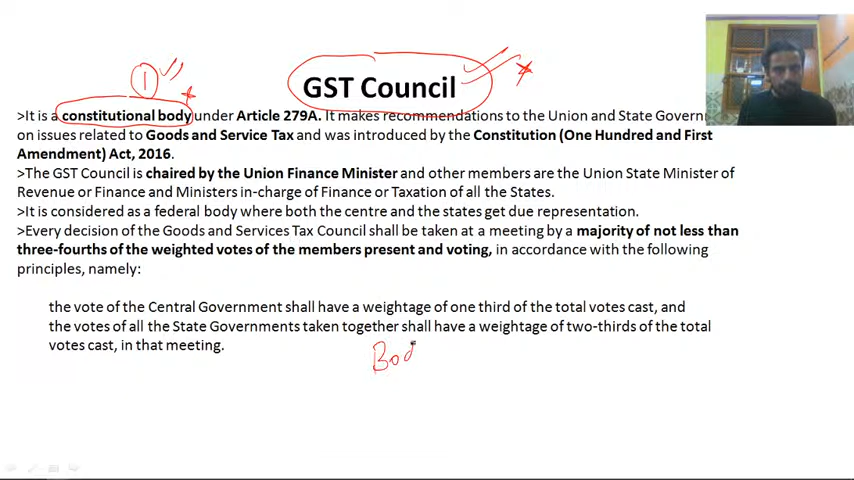 GST Council
1
>It is a constitutional body under Article 279A. It makes recommendations to the Union and State Govern
on issues related to Goods and Service Tax and was introduced by the Constitution (One Hundred and First
Amendment) Act, 2016.
>The GST Council is chaired by the Union Finance Minister and other members are the Union State Minister of
Revenue or Finance and Ministers in-charge of Finance or Taxation of all the States.
>It is considered as a federal body where both the centre and the states get due representation.
>Every decision of the Goods and Services Tax Council shall be taken at a meeting by a majority of not less than
three-fourths of the weighted votes of the members present and voting, in accordance with the following
principles, namely:
the vote of the Central Government shall have a weightage of one third of the total votes cast, and
the votes of all the State Governments taken together shall have a weightage of two-thirds of the total
votes cast, in that meeting.
Bod